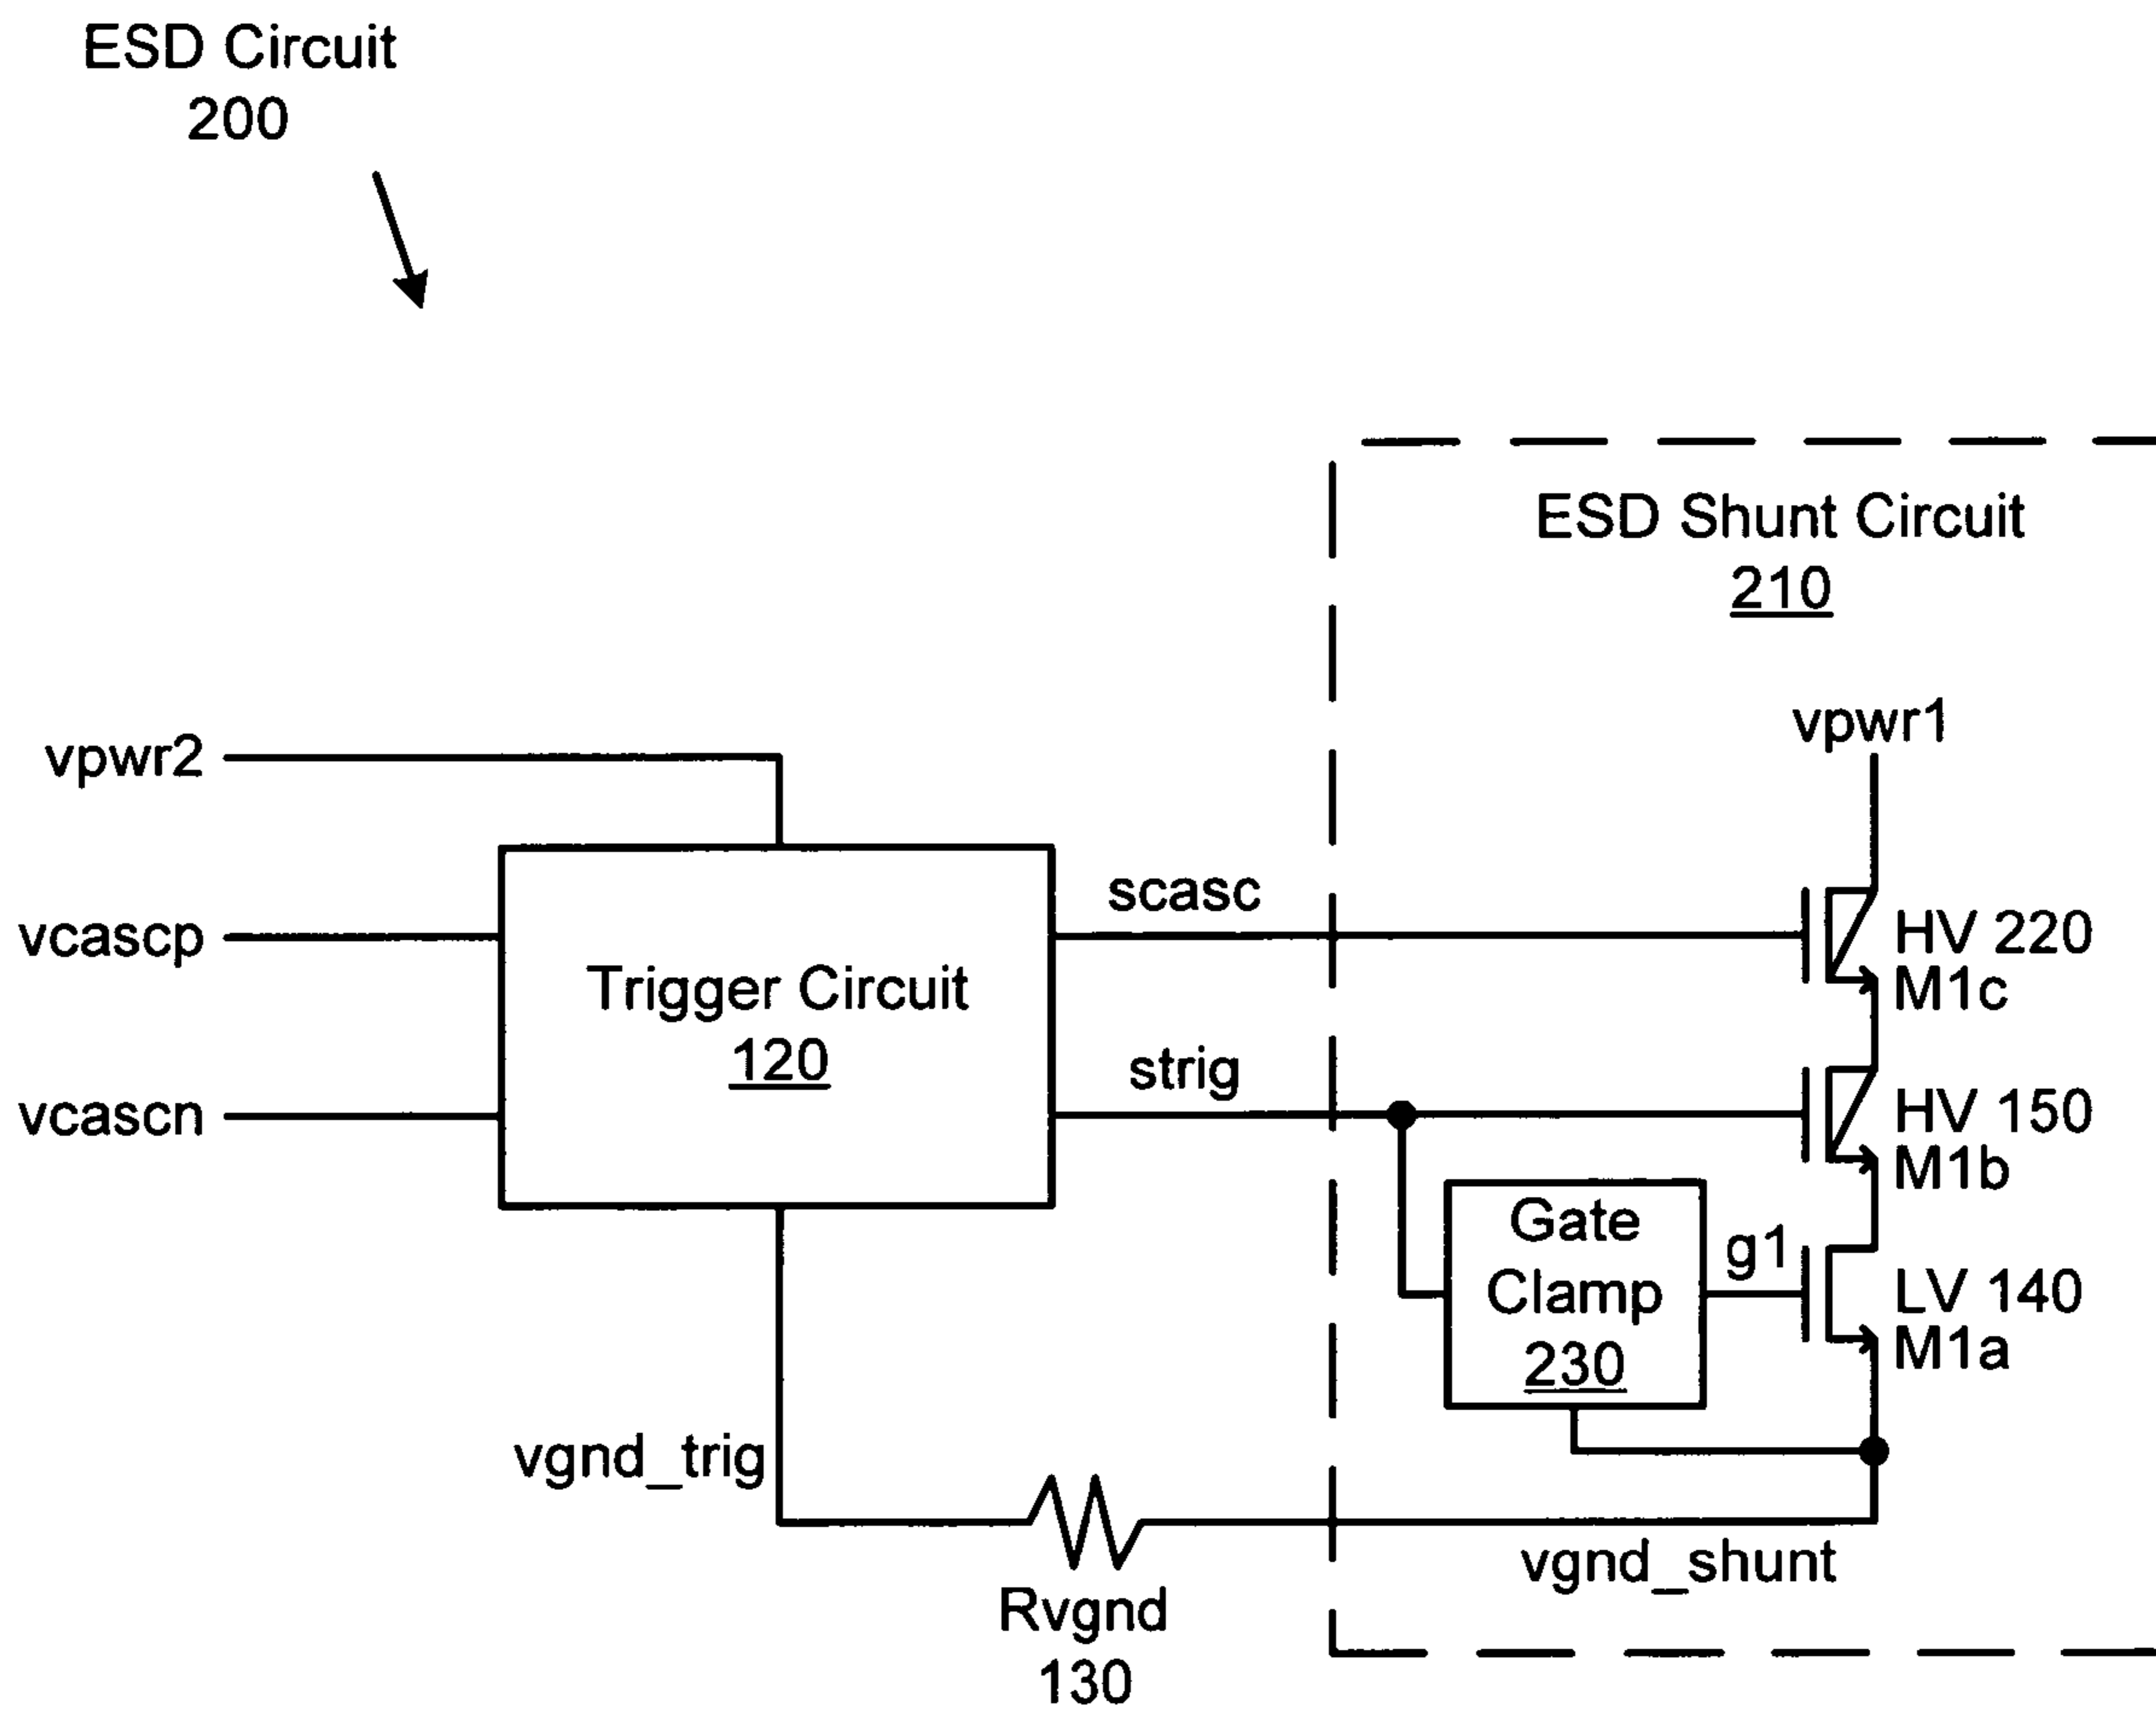 ESD Circuit
200
ESD Shunt Circuit
210
vpwr1
vpwr2
vcascp
vcascn
Trigger Circuit
120
scasc
strig
HV 220
M1c
HV 150
M1b
Gate
Clamp
230
g1
LV 140
M1a
vgnd_trig
Rvgnd
130
vgnd_shunt